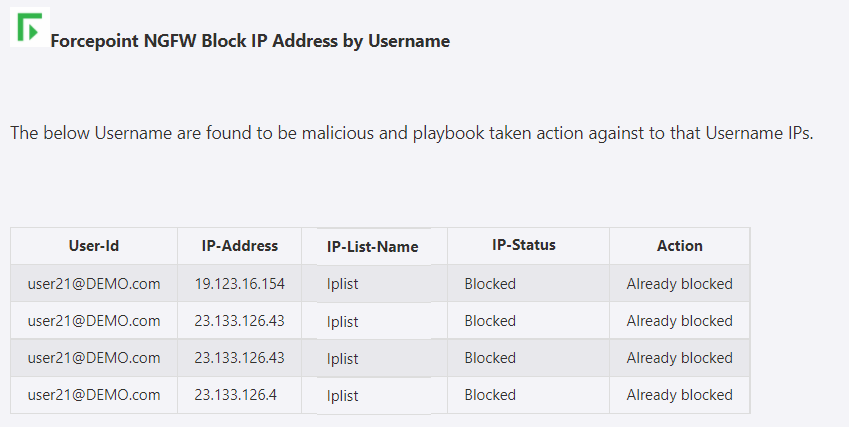 Forcepoint NGFW Block IP Address by Username
The below Username are found to be malicious and playbook taken action against to that Username IPs.
User-Id IP-Address IP-List-Name IP-Status Action
user21@DEMO.com 19.123.16.154 Iplist Blocked Already blocked
user21@DEMO.com 23.133.126.43 Iplist Blocked Already blocked
user21@DEMO.com 23.133.126.43 Iplist Blocked Already blocked
user21@DEMO.com 23.133.126.4 Iplist Blocked Already blocked